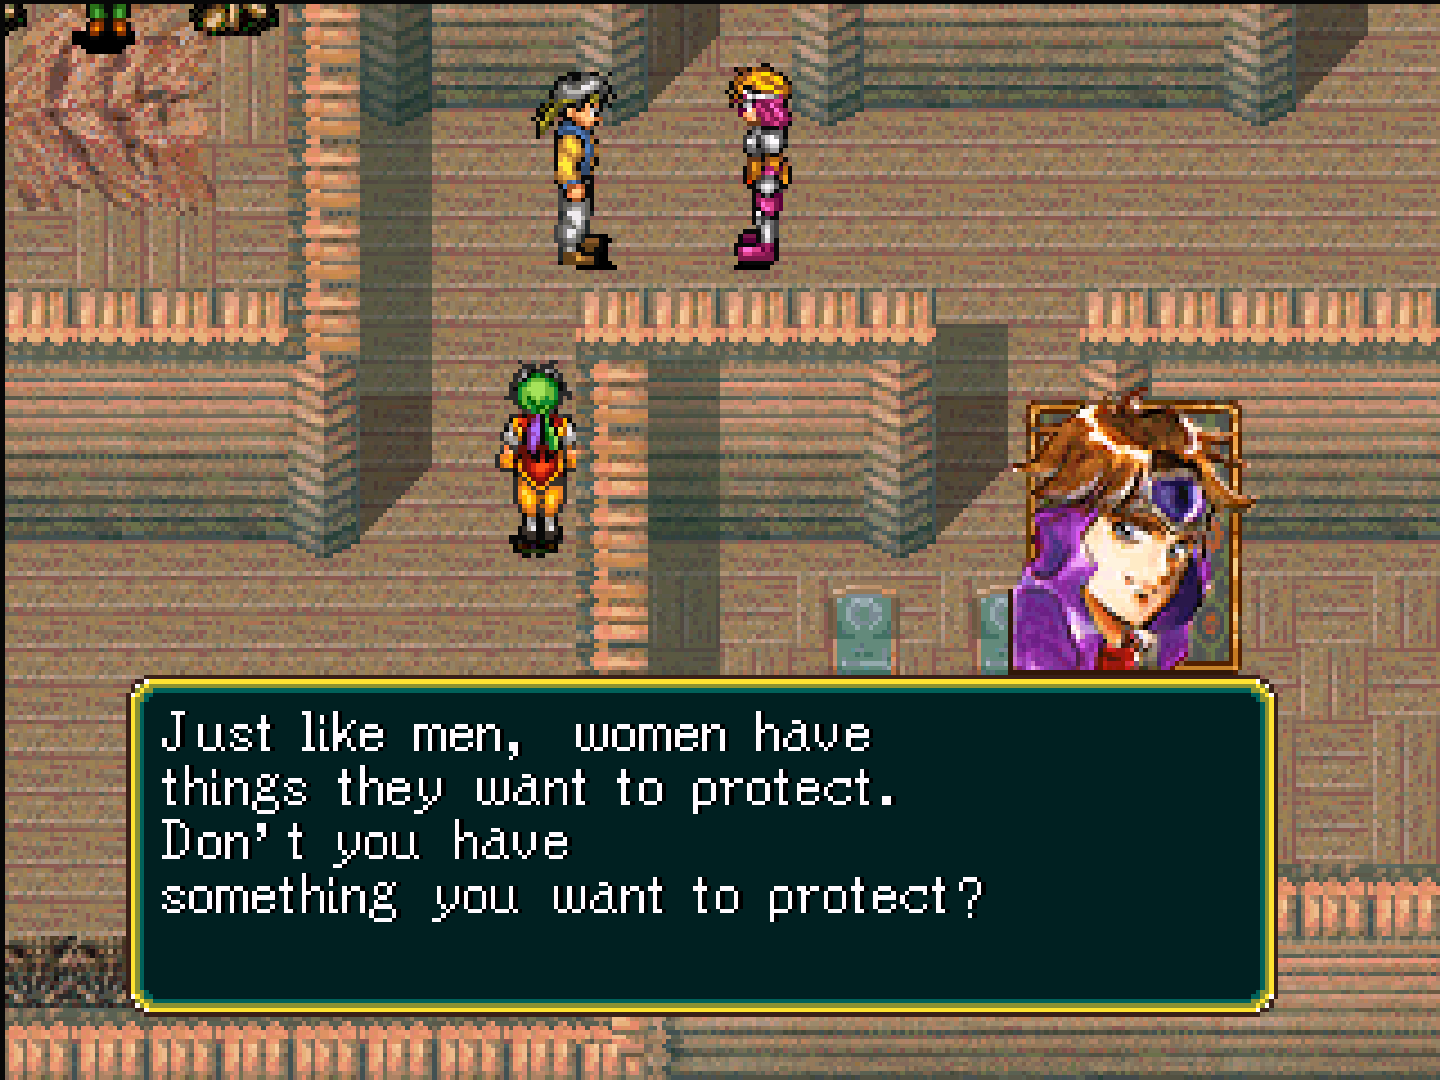 Just like men, women have
things they want to protect.
Don't you have
something you want to protect?